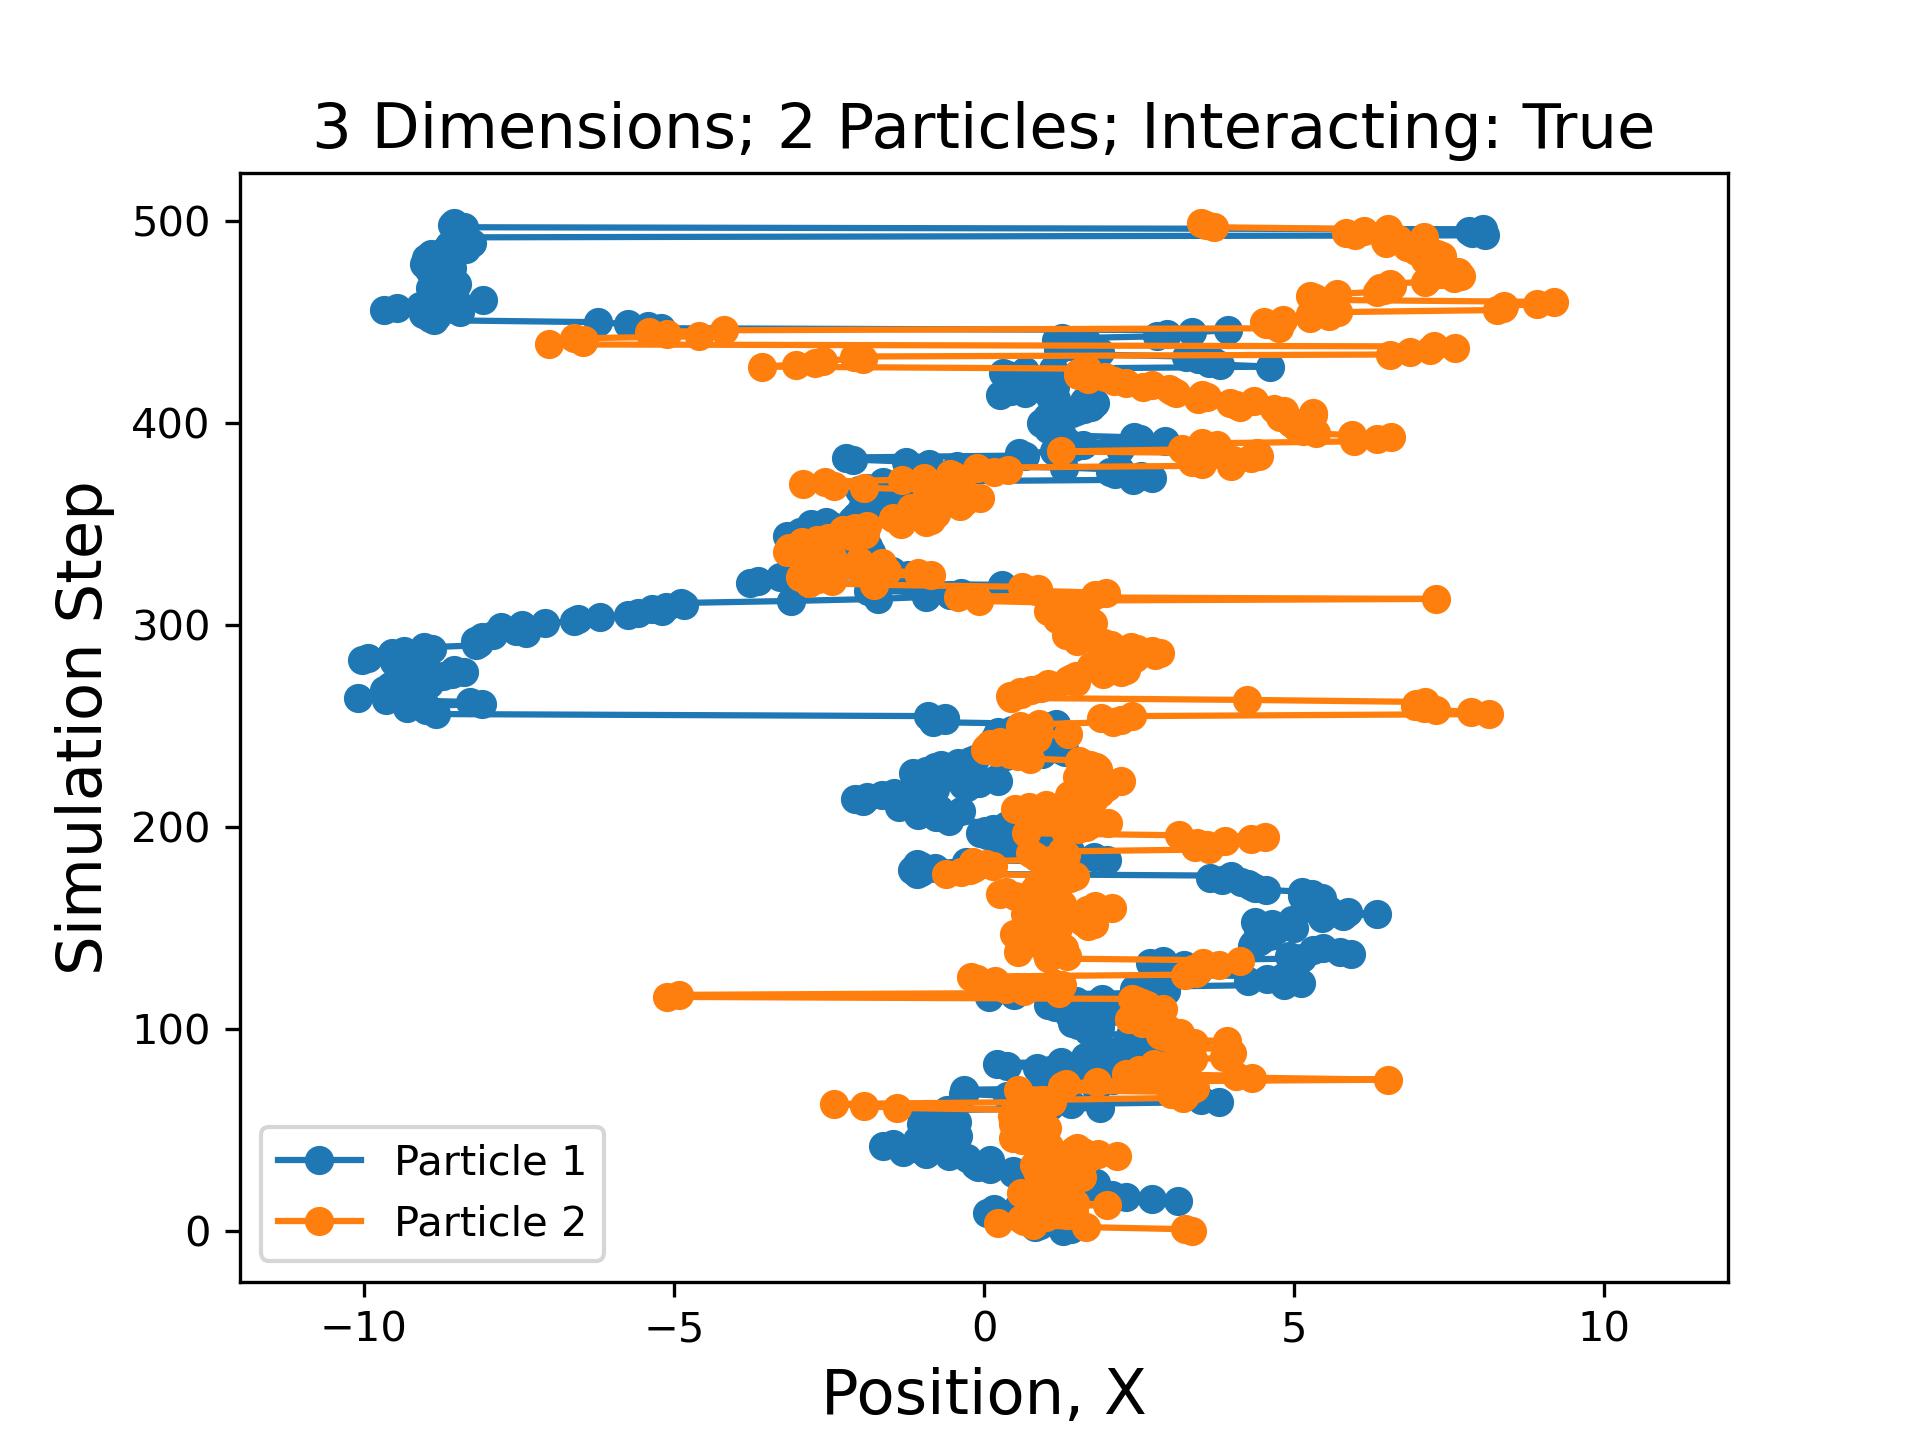 3 Dimensions; 2 Particles; Interacting: True
Simulation Step
500
400
300
200
100
0
Particle 1
Particle 2
−10
−5
0
5
10
Position, X